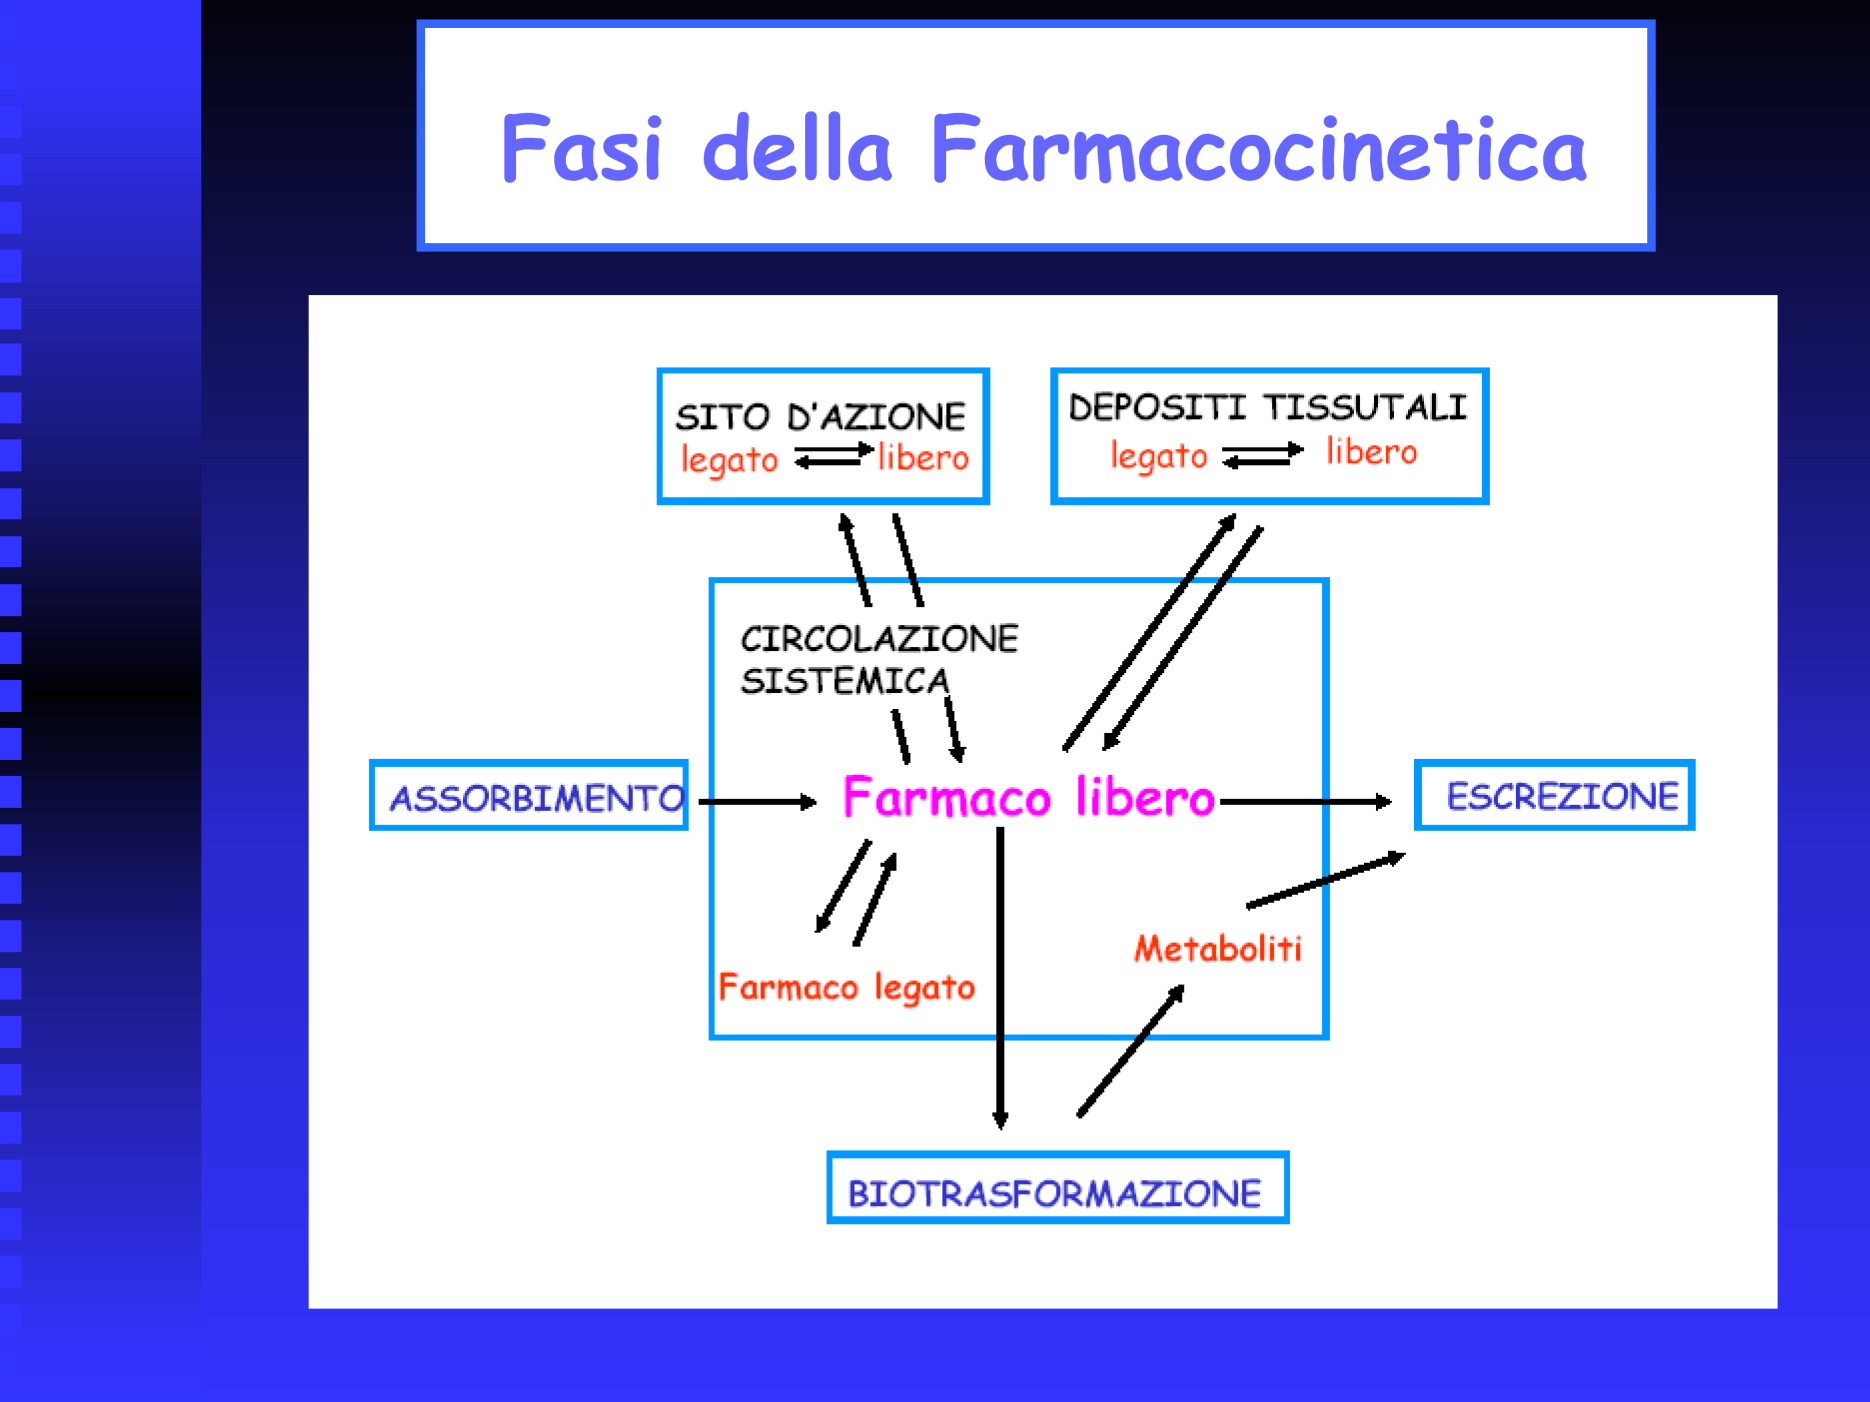 Fasi della Farmacocinetica
SITO D'AZIONE
legato libero
DEPOSITI TISSUTALI
legato libero
CIRCOLAZIONE
SISTEMICA
ASSORBIMENTO
Farmaco libero
ESCREZIONE
Metaboliti
Farmaco legato
BIOTRASFORMAZIONE